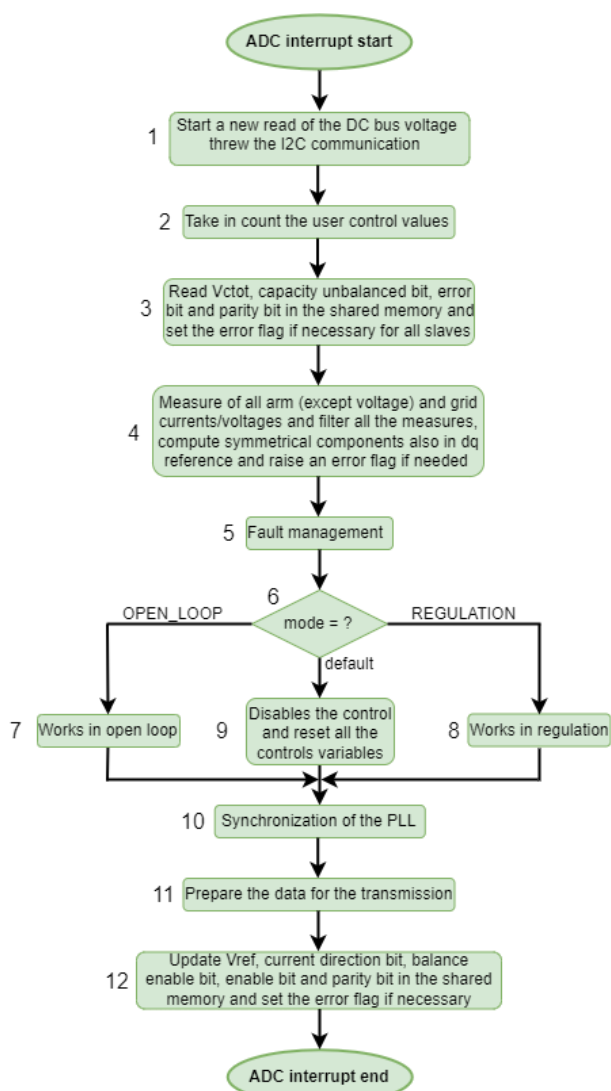 ADC interrupt start
1
Start a new read of the DC bus voltage
threw the I2C communication
2
Take in count the user control values
3
Read Vctot, capacity unbalanced bit, error
bit and parity bit in the shared memory and
set the error flag if necessary for all slaves
4
Measure of all arm (except voltage) and grid
currents/voltages and filter all the measures,
compute symmetrical components also in dq
reference and raise an error flag if needed
5
Fault management
6
OPEN_LOOP
mode = ?
REGULATION
default
7
Works in open loop
9
Disables the control
and reset all the
controls variables
8
Works in regulation
10
Synchronization of the PLL
11
Prepare the data for the transmission
12
Update Vref, current direction bit, balance
enable bit, enable bit and parity bit in the shared
memory and set the error flag if necessary
ADC interrupt end